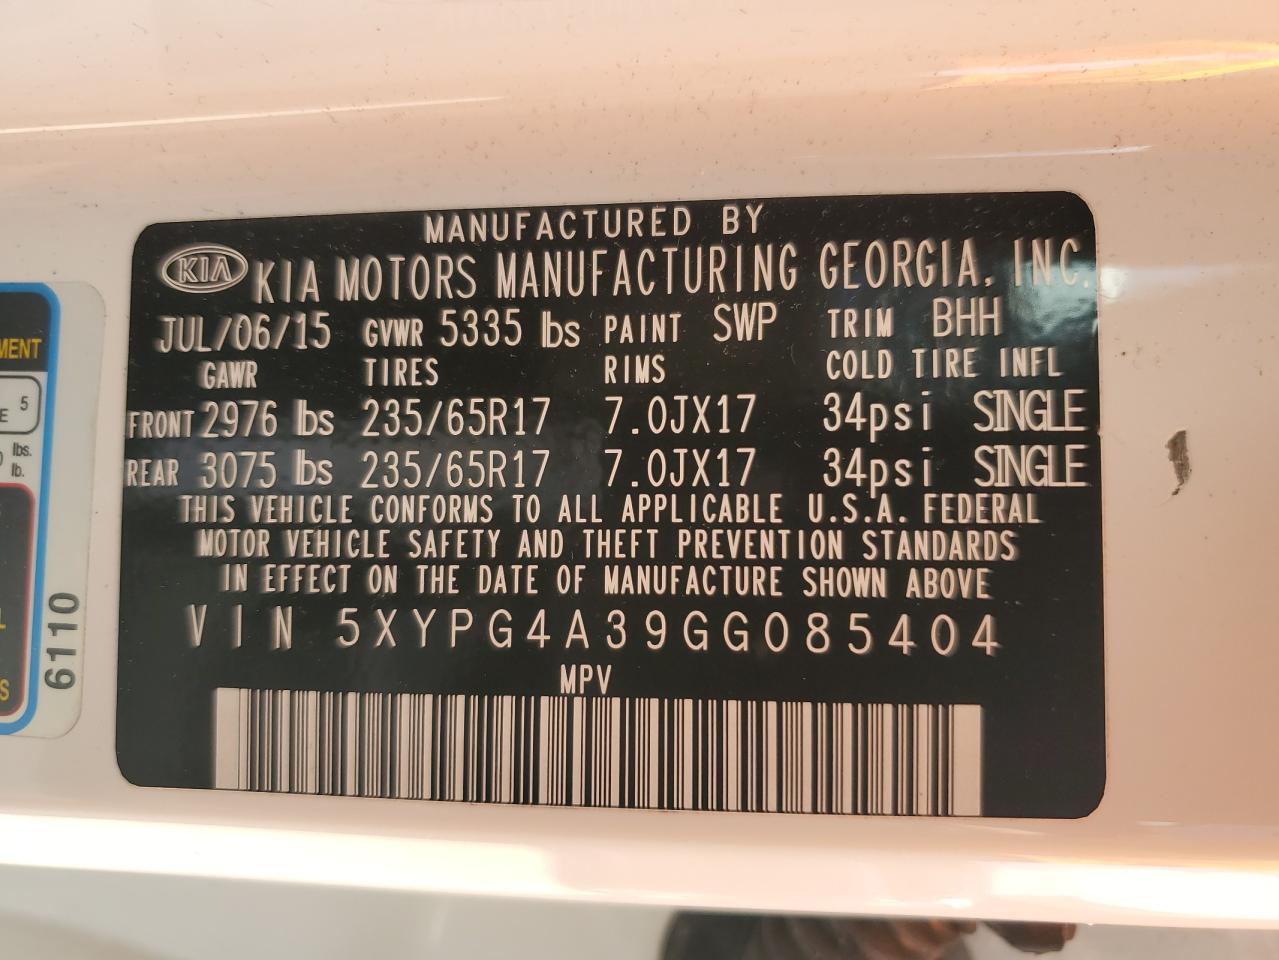 MANUFACTURED BY
KIA KIA MOTORS MANUFACTURING GEORGIA, INC.
JUL/06/15 GVWR 5335 lbs PAINT SWP TRIM BHH
GAWR TIRES RIMS COLD TIRE INFL
FRONT 2976 lbs 235/65R17 7.0JX17 34psi SINGLE
REAR 3075 lbs 235/65R17 7.0JX17 34psi SINGLE
THIS VEHICLE CONFORMS TO ALL APPLICABLE U.S.A. FEDERAL
MOTOR VEHICLE SAFETY AND THEFT PREVENTION STANDARDS
IN EFFECT ON THE DATE OF MANUFACTURE SHOWN ABOVE
VIN 5XYPG4A39GG085404
MPV
5
lbs.
lb.
6110